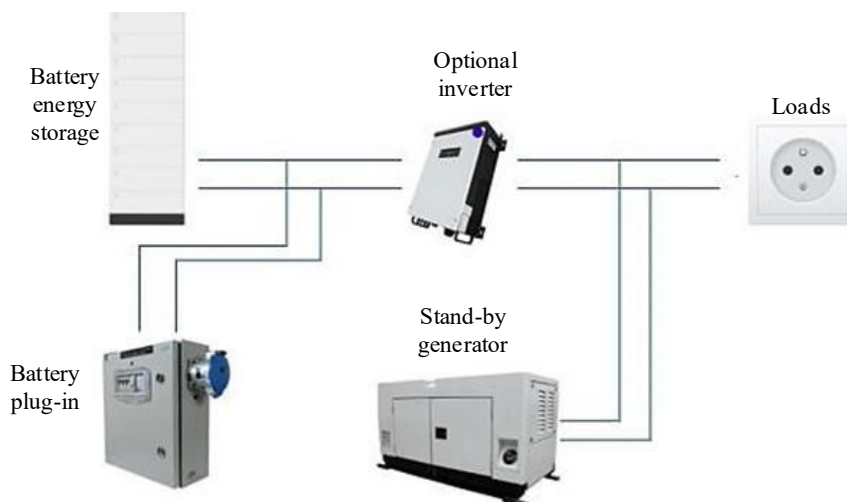 Battery
energy
storage
Optional
inverter
Loads
Stand-by
generator
Battery
plug-in